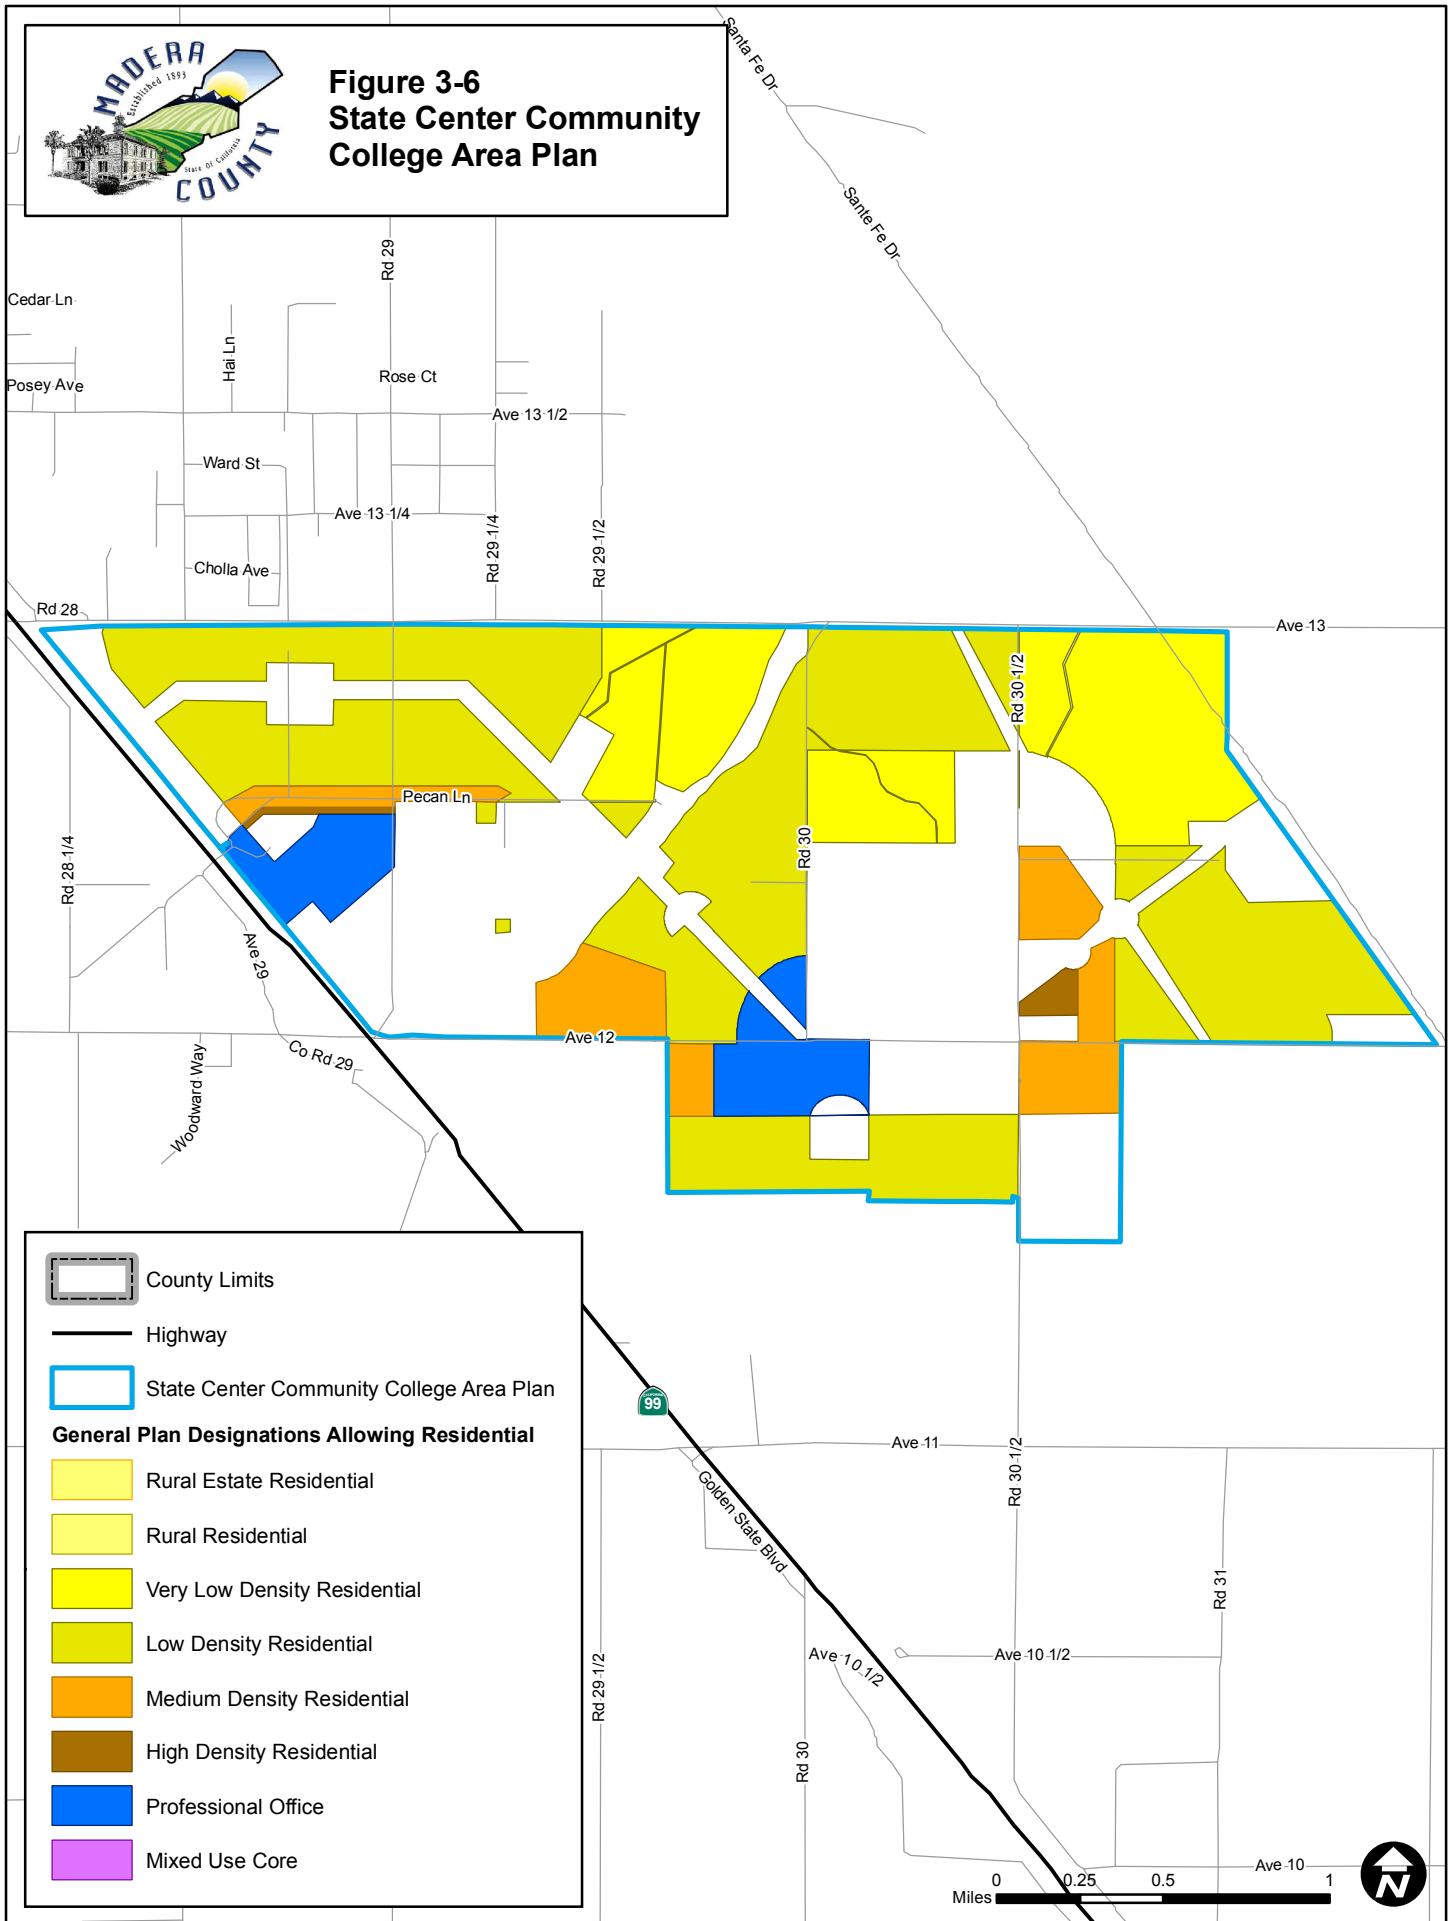 MADERA
Established 1893
State Of California
COUNTY
Figure 3-6
State Center Community
College Area Plan
Santa Fe Dr
Sante Fe Dr
Rd 29
Cedar Ln
Hai Ln
Posey Ave
Rose Ct
Ave 13 1/2
Ward St
Ave 13 1/4
Rd 29 1/4
Rd 29 1/2
Cholla Ave
Rd 28
Ave 13
Rd 30 1/2
Pecan Ln
Rd 30
Rd 28 1/4
Ave 29
Ave 12
Co Rd 29
Woodward Way
County Limits
Highway
State Center Community College Area Plan
General Plan Designations Allowing Residential
Rural Estate Residential
Rural Residential
Very Low Density Residential
Low Density Residential
Medium Density Residential
High Density Residential
Professional Office
Mixed Use Core
CALIFORNIA
99
Ave 11
Golden State Blvd
Rd 30 1/2
Rd 31
Rd 29 1/2
Ave 10 1/2
Ave 10 1/2
Rd 30
Ave 10
0 0.25 0.5 1
Miles
N